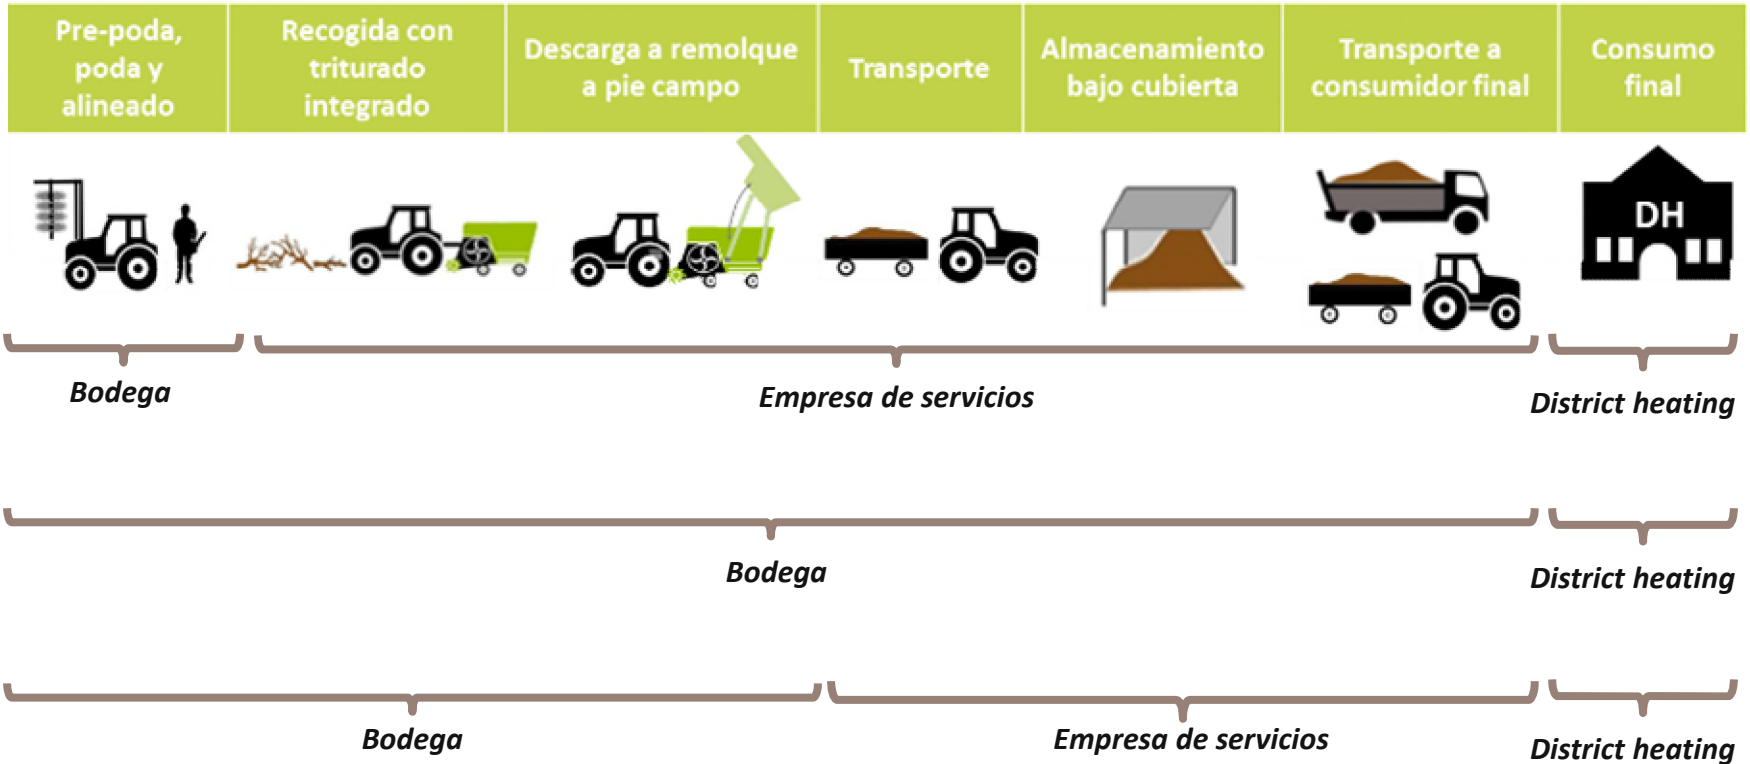 Pre-poda,
poda y
alineado
Recogida con
triturado
integrado
Descarga a remolque
a pie campo
Transporte
Almacenamiento
bajo cubierta
Transporte a
consumidor final
Consumo
final
DH
Bodega
Empresa de servicios
District heating
Bodega
District heating
Bodega
Empresa de servicios
District heating